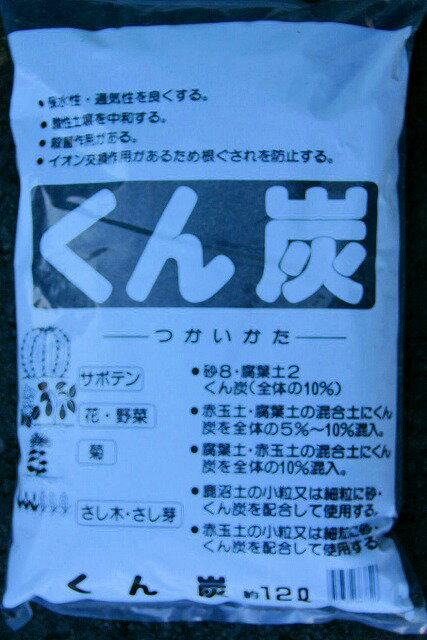 ・保水性・通気性を良くする。
・酸性土壌を中和する。
・殺菌作用がある。
・イオン交換作用があるため根ぐされを防止する。
くん炭
つかいかた
サボテン
・砂8・腐葉土2
くん炭(全体の10%)
花・野菜
・赤玉土・腐葉土の混合土にくん
炭を全体の5%〜10%混入。
菊
・腐葉土・赤玉土の混合土にくん
炭を全体の10%混入。
さし木・さし芽
・鹿沼土の小粒又は細粒に砂・
くん炭を配合して使用する。
・赤玉土の小粒又は細粒に砂・
くん炭を配合して使用する。
くん炭 約12ℓ